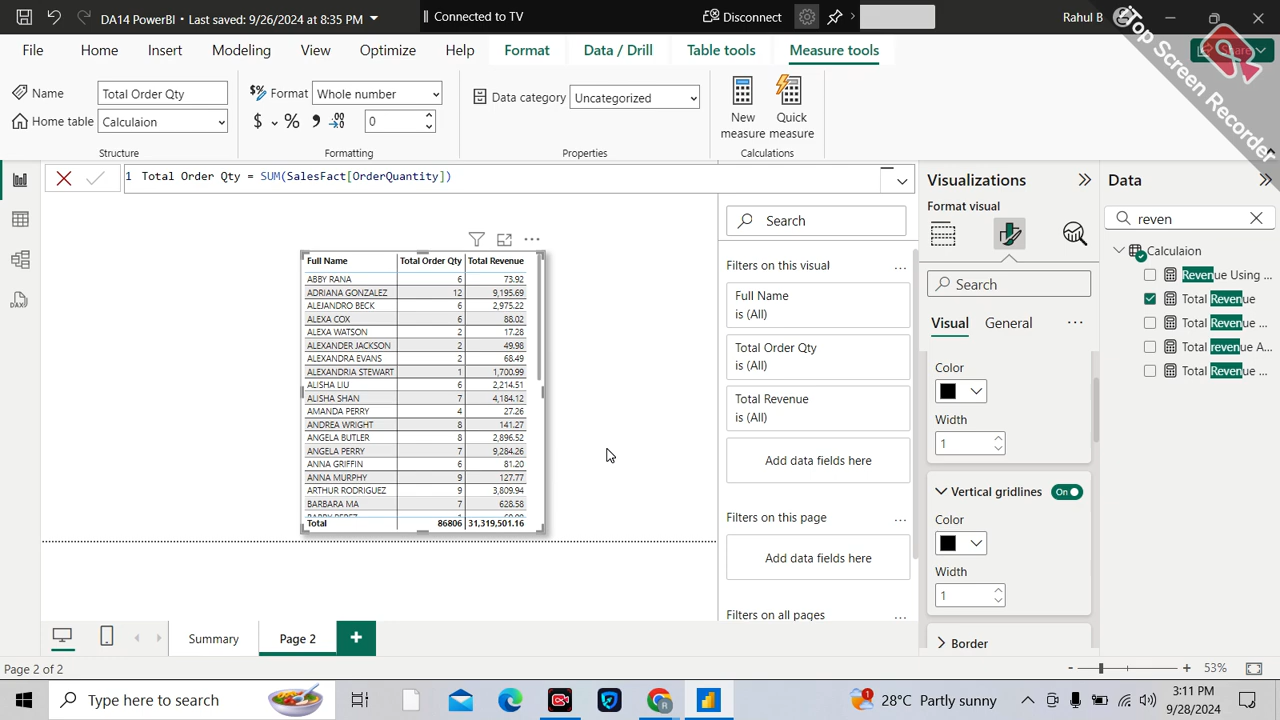 DA14 PowerBI • Last saved: 9/26/2024 at 8:35 PM
Connected to TV
Disconnect
Rahul B
iTop Screen Recorder
File
Home
Insert
Modeling
View
Optimize
Help
Format
Data / Drill
Table tools
Measure tools
Share
Name
Total Order Qty
Home table
Calculaion
Structure
Format
Whole number
$ % , .00
0
Formatting
Data category
Uncategorized
Properties
New measure
Quick measure
Calculations
1 Total Order Qty = SUM(SalesFact[OrderQuantity])
Full Name Total Order Qty Total Revenue
ABBY RANA 6 73.92
ADRIANA GONZALEZ 12 9,195.69
ALEJANDRO BECK 6 2,975.22
ALEXA COX 6 88.02
ALEXA WATSON 2 17.28
ALEXANDER JACKSON 2 49.98
ALEXANDRA EVANS 2 68.49
ALEXANDRIA STEWART 1 1,700.99
ALISHA LIU 6 2,214.51
ALISHA SHAN 7 4,184.12
AMANDA PERRY 4 27.26
ANDREA WRIGHT 8 141.27
ANGELA BUTLER 8 2,896.52
ANGELA PERRY 7 9,284.26
ANNA GRIFFIN 6 81.20
ANNA MURPHY 9 127.77
ARTHUR RODRIGUEZ 9 3,809.94
BARBARA MA 7 628.58
Total 86806 31,319,501.16
Search
Filters on this visual ...
Full Name
is (All)
Total Order Qty
is (All)
Total Revenue
is (All)
Add data fields here
Filters on this page ...
Add data fields here
Filters on all pages ...
Visualizations
Format visual
Search
Visual
General
...
Color
Width
1
Vertical gridlines
On
Color
Width
1
Border
Data
reven
Calculaion
Revenue Using ...
Total Revenue
Total Revenue ...
Total revenue A...
Total Revenue ...
Summary
Page 2
Page 2 of 2
- + 53%
Type here to search
28°C Partly sunny
3:11 PM
9/28/2024